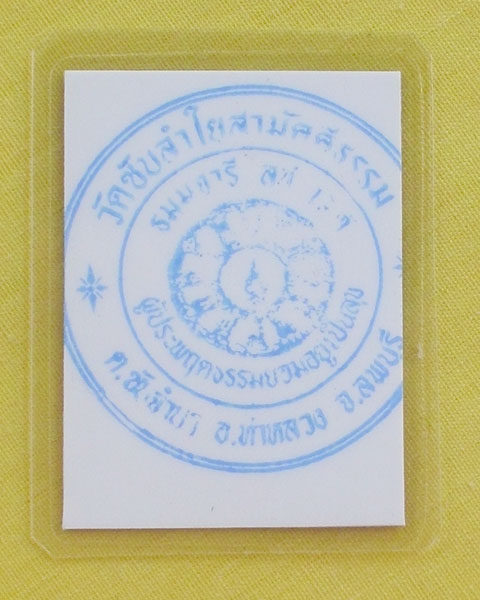 วัดซับลำใยสามัคคีธรรม
ธมมจารี สุขํ
ผู้ประพฤติธรรมย่อมอยู่เป็นสุข
ต.ซับจำปา อ.ท่าหลวง จ.ลพบุรี